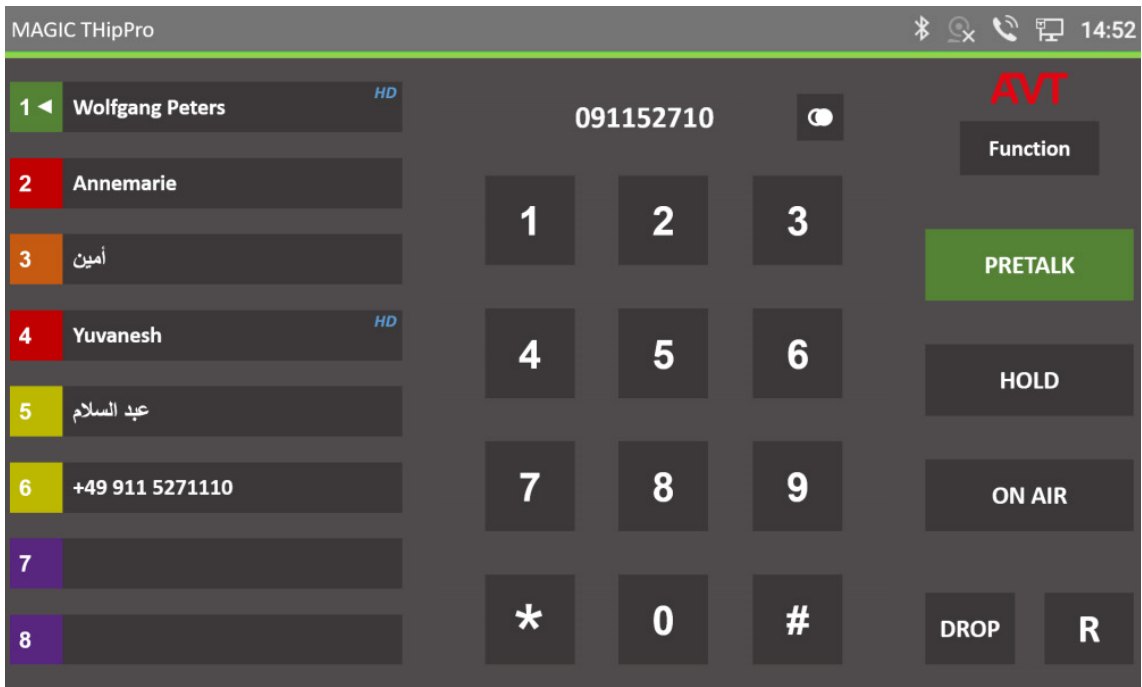 MAGIC THipPro 14:52
1 Wolfgang Peters HD
2 Annemarie
3 أمين
4 Yuvanesh HD
5 عبد السلام
6 +49 911 5271110
7
8
091152710
1 2 3
4 5 6
7 8 9
* 0 #
AVT
Function
PRETALK
HOLD
ON AIR
DROP R